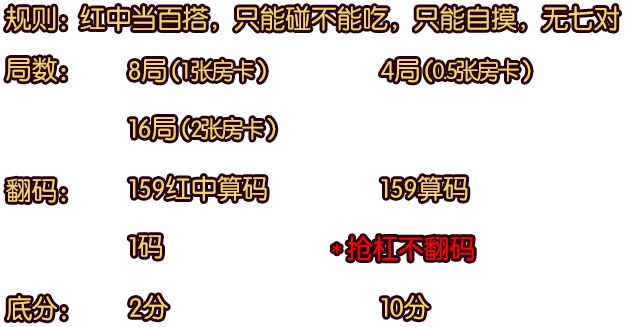 规则: 红中当百搭，只能碰不能吃，只能自摸，无七对
局数: 8局(1张房卡) 4局(0.5张房卡)
16局(2张房卡)
翻码: 159红中算码 159算码
1码 *抢杠不翻码
底分: 2分 10分